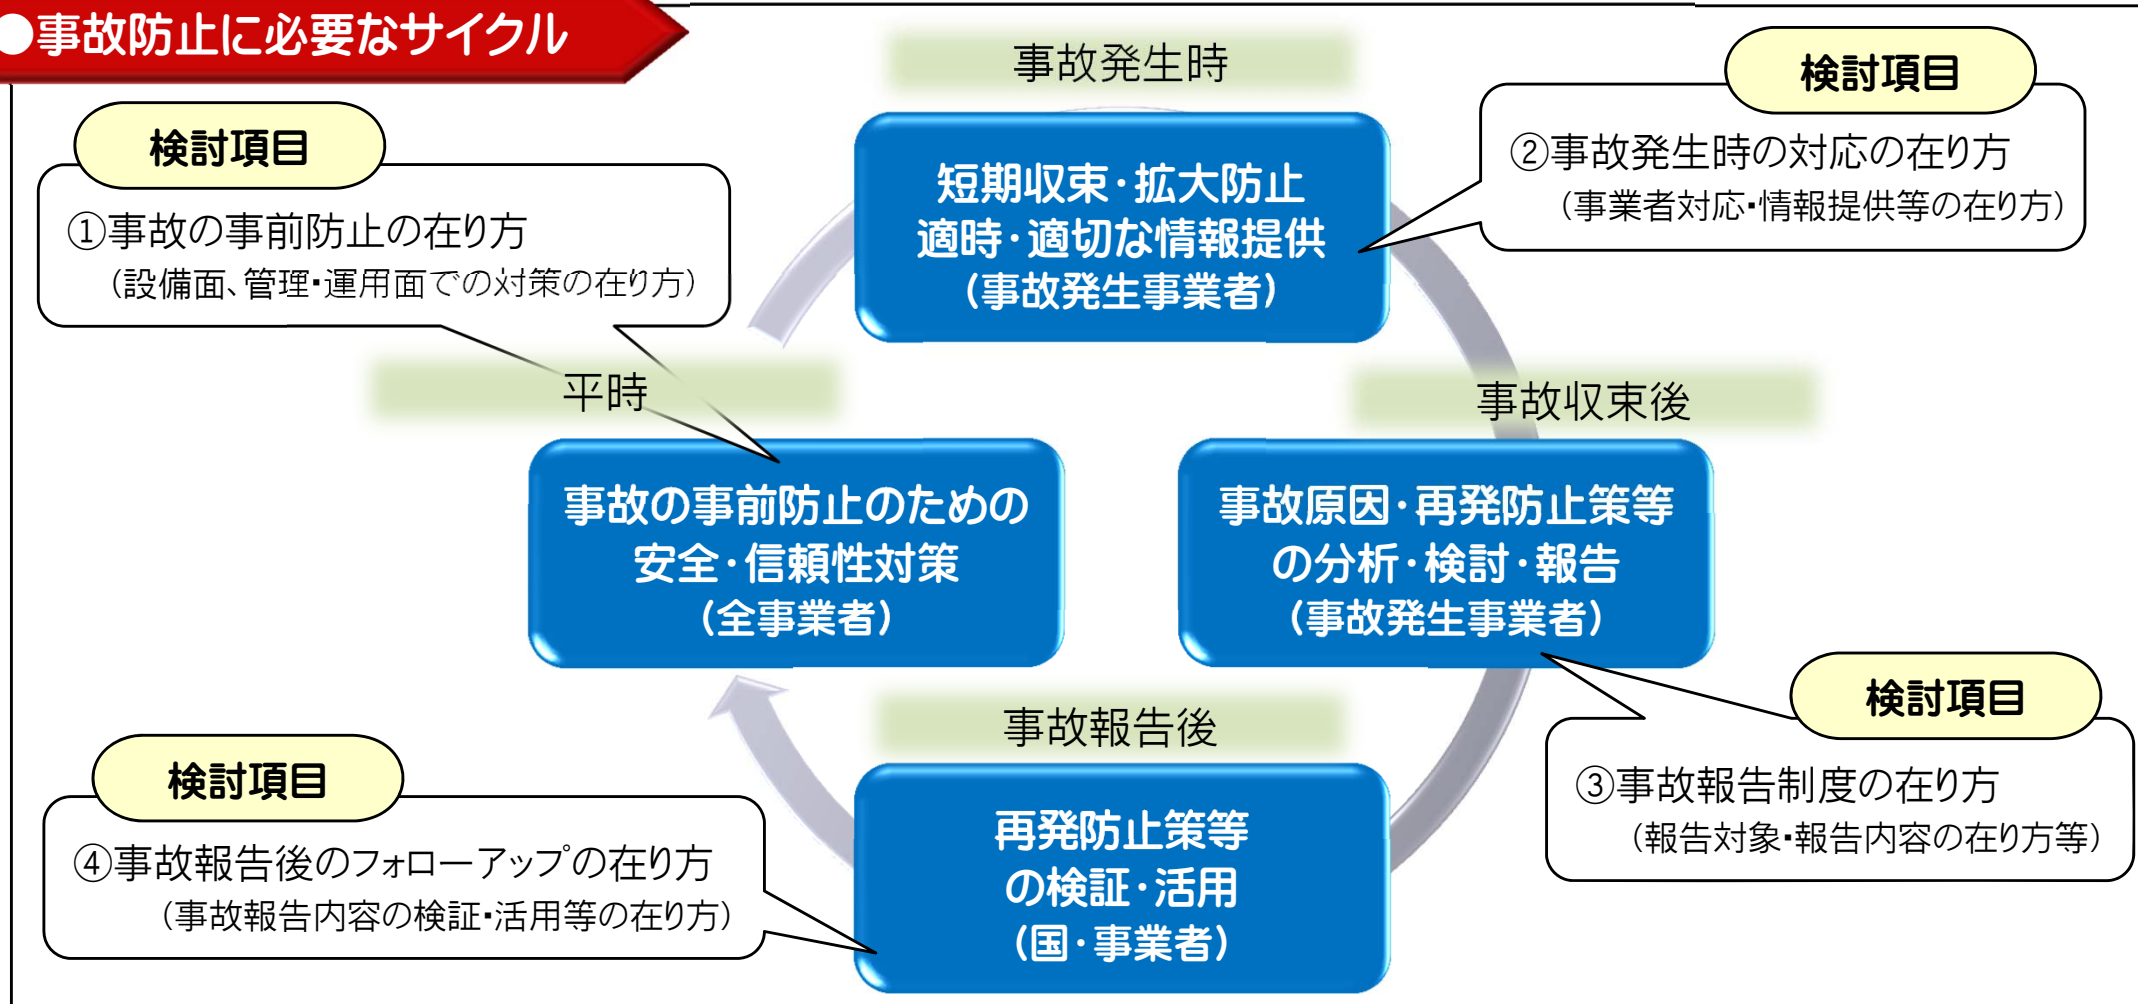 ●事故防止に必要なサイクル
検討項目
①事故の事前防止の在り方
(設備面、管理・運用面での対策の在り方)
平時
事故の事前防止のための
安全・信頼性対策
(全事業者)
事故発生時
短期収束・拡大防止
適時・適切な情報提供
(事故発生事業者)
検討項目
②事故発生時の対応の在り方
(事業者対応・情報提供等の在り方)
事故収束後
事故原因・再発防止策等
の分析・検討・報告
(事故発生事業者)
検討項目
③事故報告制度の在り方
(報告対象・報告内容の在り方等)
事故報告後
再発防止策等
の検証・活用
(国・事業者)
検討項目
④事故報告後のフォローアップの在り方
(事故報告内容の検証・活用等の在り方)